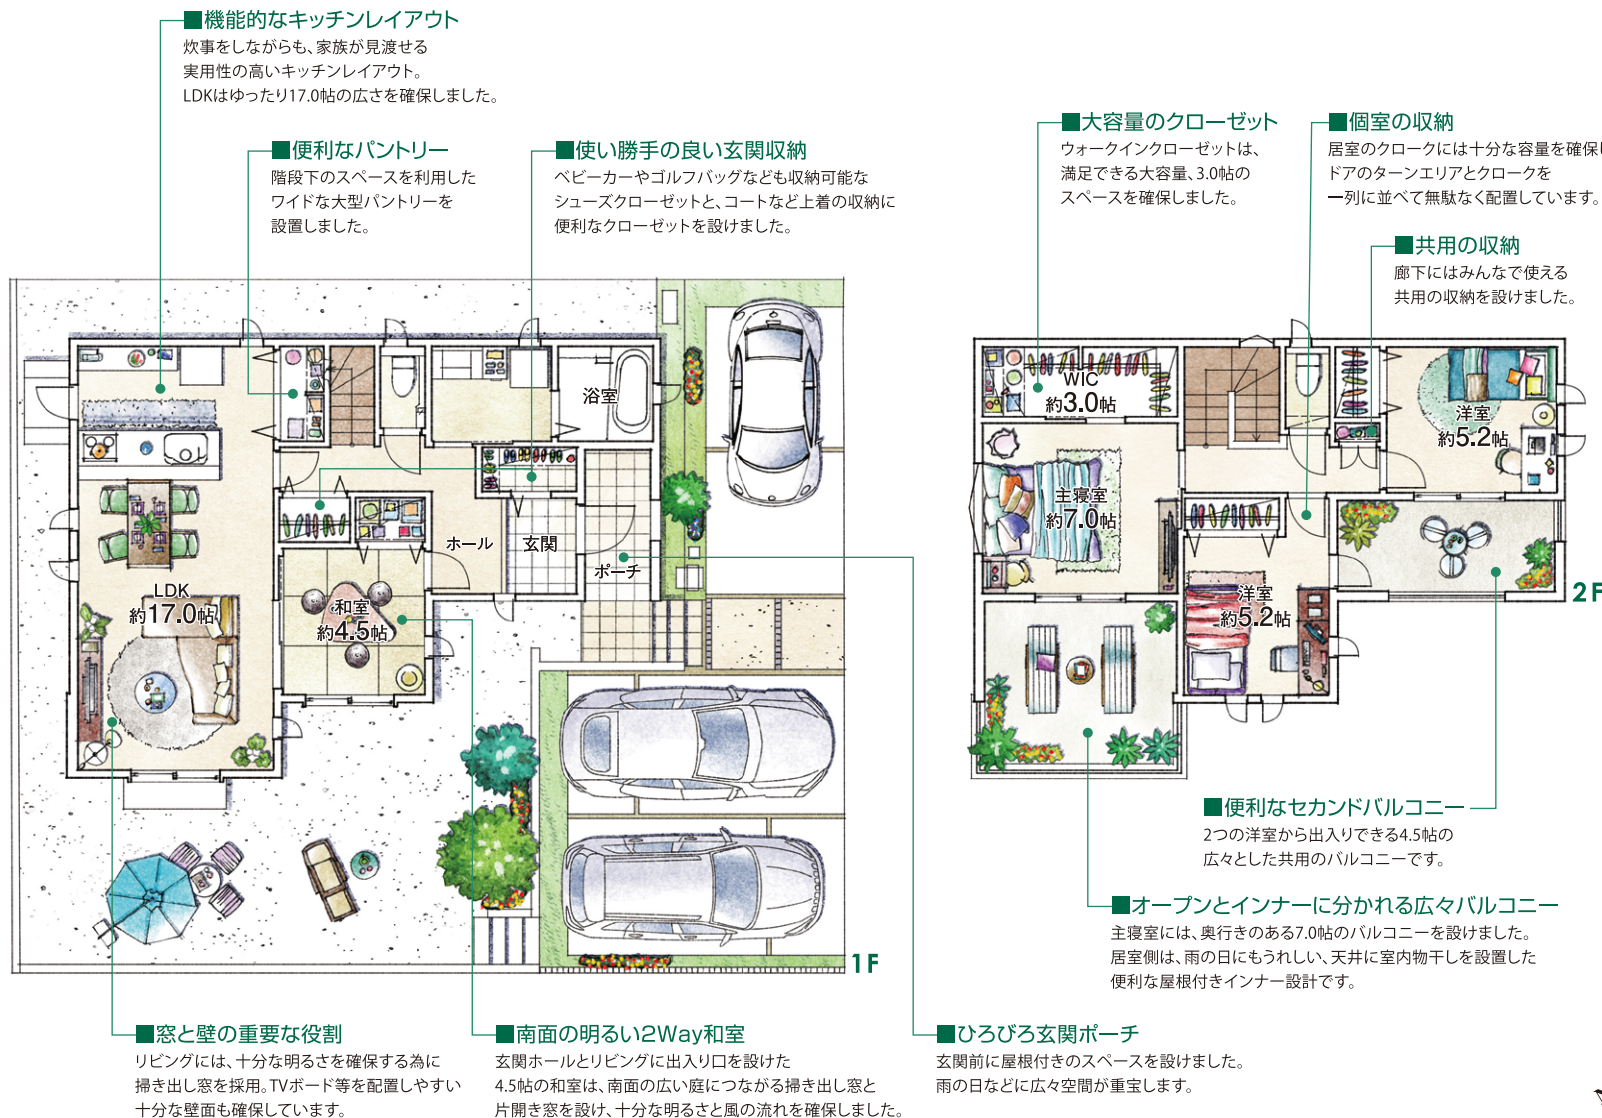 ■機能的なキッチンレイアウト
炊事をしながらも、家族が見渡せる
実用性の高いキッチンレイアウト。
LDKはゆったり17.0帖の広さを確保しました。
■便利なパントリー
階段下のスペースを利用した
ワイドな大型パントリーを
設置しました。
■使い勝手の良い玄関収納
ベビーカーやゴルフバッグなども収納可能な
シューズクローゼットと、コートなど上着の収納に
便利なクローゼットを設けました。
■大容量のクローゼット
ウォークインクローゼットは、
満足できる大容量、3.0帖の
スペースを確保しました。
■個室の収納
居室のクロークには十分な容量を確保し
ドアのターンエリアとクロークを
一列に並べて無駄なく配置しています。
■共用の収納
廊下にはみんなで使える
共用の収納を設けました。
浴室
ホール
玄関
ポーチ
LDK
約17.0帖
和室
約4.5帖
1F
WIC
約3.0帖
洋室
約5.2帖
主寝室
約7.0帖
洋室
約5.2帖
2F
■便利なセカンドバルコニー
2つの洋室から出入りできる4.5帖の
広々とした共用のバルコニーです。
■オープンとインナーに分かれる広々バルコニー
主寝室には、奥行きのある7.0帖のバルコニーを設けました。
居室側は、雨の日にもうれしい、天井に室内物干しを設置した
便利な屋根付きインナー設計です。
■窓と壁の重要な役割
リビングには、十分な明るさを確保する為に
掃き出し窓を採用。TVボード等を配置しやすい
十分な壁面も確保しています。
■南面の明るい2Way和室
玄関ホールとリビングに出入り口を設けた
4.5帖の和室は、南面の広い庭につながる掃き出し窓と
片開き窓を設け、十分な明るさと風の流れを確保しました。
■ひろびろ玄関ポーチ
玄関前に屋根付きのスペースを設けました。
雨の日などに広々空間が重宝します。